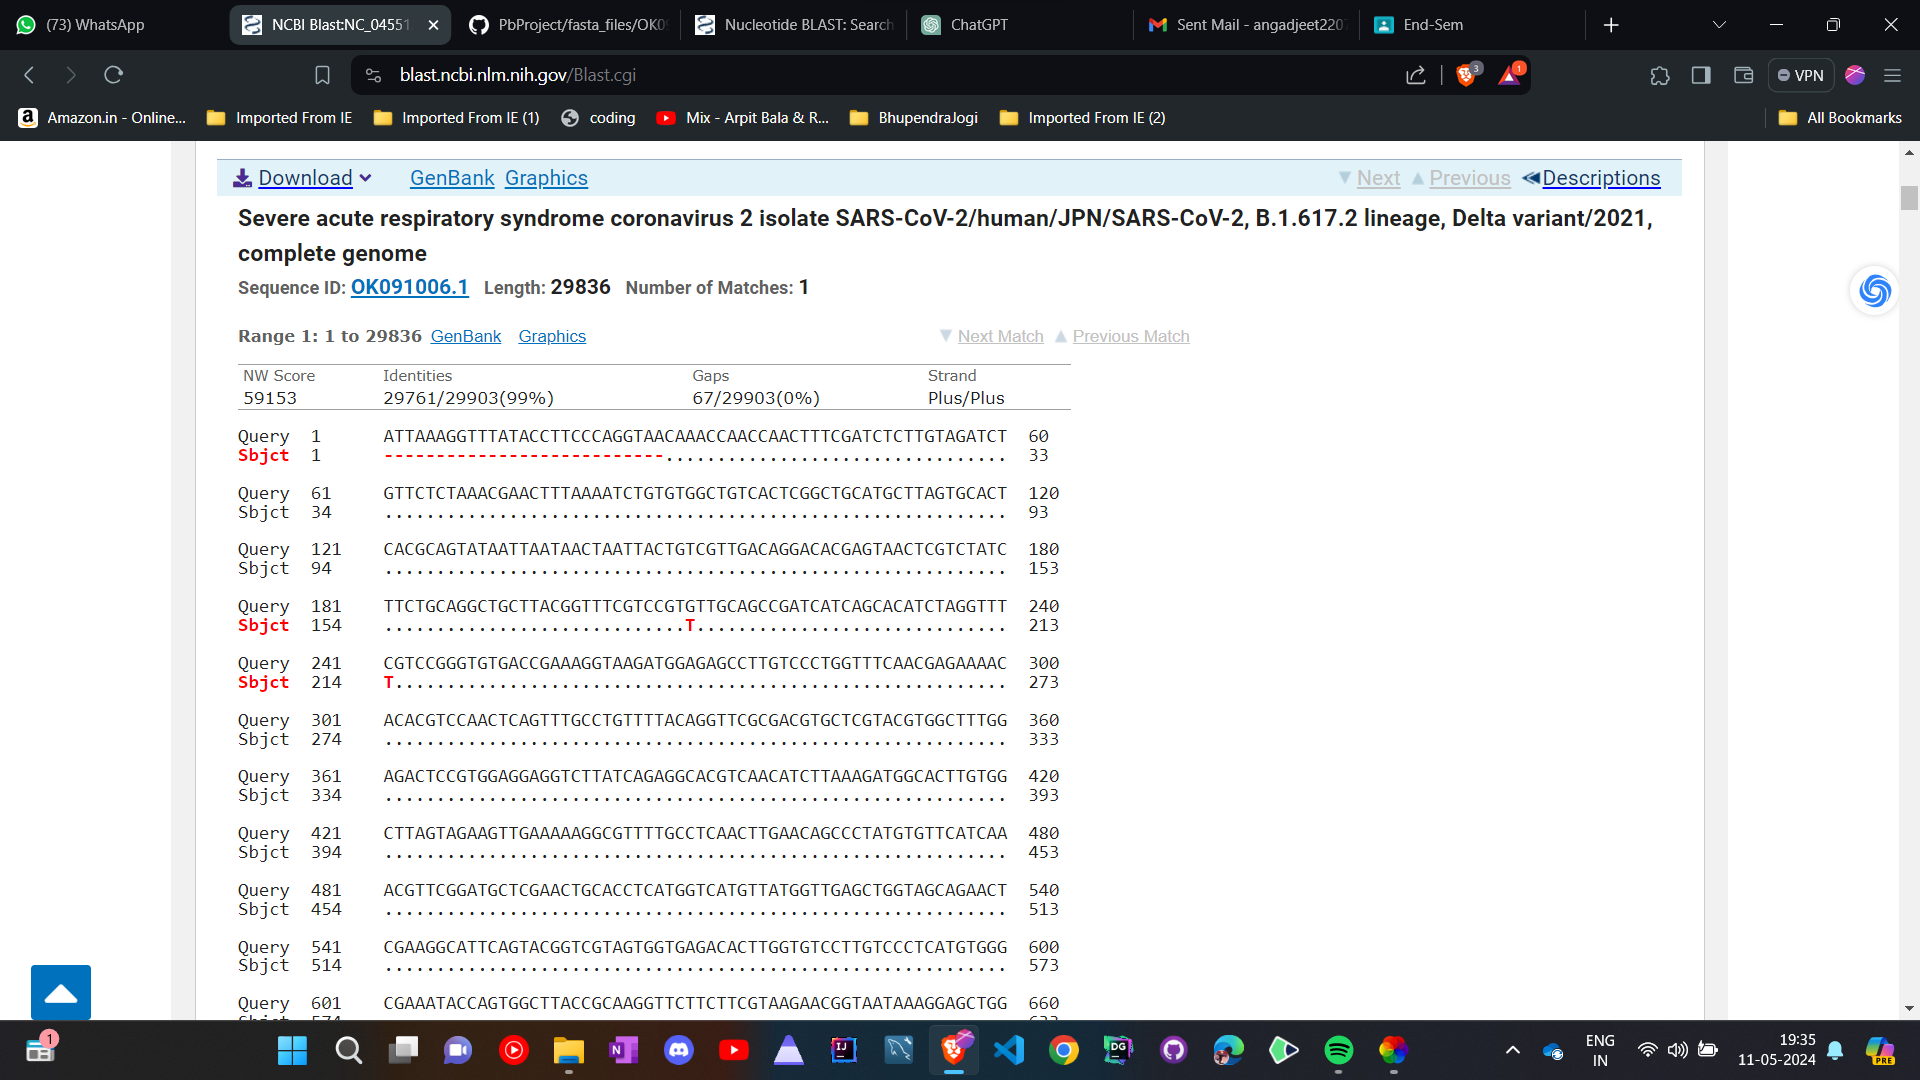 (73) WhatsApp
NCBI Blast:NC_04551
PbProject/fasta_files/OK09
Nucleotide BLAST: Search
ChatGPT
Sent Mail - angadjeet220
End-Sem
blast.ncbi.nlm.nih.gov/Blast.cgi
3
1
VPN
Amazon.in - Online...
Imported From IE
Imported From IE (1)
coding
Mix - Arpit Bala & R...
BhupendraJogi
Imported From IE (2)
All Bookmarks
Download GenBank Graphics
Next Previous Descriptions
Severe acute respiratory syndrome coronavirus 2 isolate SARS-CoV-2/human/JPN/SARS-CoV-2, B.1.617.2 lineage, Delta variant/2021,
complete genome
Sequence ID: OK091006.1 Length: 29836 Number of Matches: 1
Range 1: 1 to 29836 GenBank Graphics
Next Match Previous Match
NW Score Identities Gaps Strand
59153 29761/29903(99%) 67/29903(0%) Plus/Plus
Query 1 ATTAAAGGTTTATACCTTCCCAGGTAACAAACCAACCAACTTTCGATCTCTTGTAGATCT 60
Sbjct 1 ---------------------------................................. 33
Query 61 GTTCTCTAAACGAACTTTAAAATCTGTGTGGCTGTCACTCGGCTGCATGCTTAGTGCACT 120
Sbjct 34 ............................................................ 93
Query 121 CACGCAGTATAATTAATAACTAATTACTGTCGTTGACAGGACACGAGTAACTCGTCTATC 180
Sbjct 94 ............................................................ 153
Query 181 TTCTGCAGGCTGCTTACGGTTTCGTCCGTGTTGCAGCCGATCATCAGCACATCTAGGTTT 240
Sbjct 154 .............................T.............................. 213
Query 241 CGTCCGGGTGTGACCGAAAGGTAAGATGGAGAGCCTTGTCCCTGGTTTCAACGAGAAAAC 300
Sbjct 214 T........................................................... 273
Query 301 ACACGTCCAACTCAGTTTGCCTGTTTTACAGGTTCGCGACGTGCTCGTACGTGGCTTTGG 360
Sbjct 274 ............................................................ 333
Query 361 AGACTCCGTGGAGGAGGTCTTATCAGAGGCACGTCAACATCTTAAAGATGGCACTTGTGG 420
Sbjct 334 ............................................................ 393
Query 421 CTTAGTAGAAGTTGAAAAAGGCGTTTTGCCTCAACTTGAACAGCCCTATGTGTTCATCAA 480
Sbjct 394 ............................................................ 453
Query 481 ACGTTCGGATGCTCGAACTGCACCTCATGGTCATGTTATGGTTGAGCTGGTAGCAGAACT 540
Sbjct 454 ............................................................ 513
Query 541 CGAAGGCATTCAGTACGGTCGTAGTGGTGAGACACTTGGTGTCCTTGTCCCTCATGTGGG 600
Sbjct 514 ............................................................ 573
Query 601 CGAAATACCAGTGGCTTACCGCAAGGTTCTTCTTCGTAAGAACGGTAATAAAGGAGCTGG 660
1
ENG
IN
19:35
11-05-2024
PRE